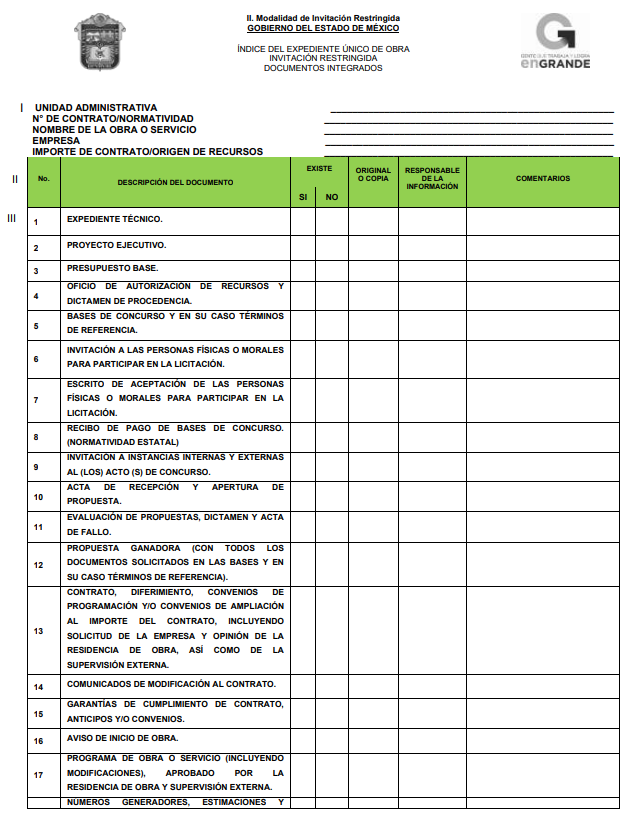 II. Modalidad de Invitación Restringida
GOBIERNO DEL ESTADO DE MÉXICO
ÍNDICE DEL EXPEDIENTE ÚNICO DE OBRA
INVITACIÓN RESTRINGIDA
DOCUMENTOS INTEGRADOS
GENTE QUE TRABAJA Y LOGRA
enGRANDE
I UNIDAD ADMINISTRATIVA
N° DE CONTRATO/NORMATIVIDAD
NOMBRE DE LA OBRA O SERVICIO
EMPRESA
IMPORTE DE CONTRATO/ORIGEN DE RECURSOS
II No. DESCRIPCIÓN DEL DOCUMENTO EXISTE SI NO ORIGINAL O COPIA RESPONSABLE DE LA INFORMACIÓN COMENTARIOS
III 1 EXPEDIENTE TÉCNICO.
2 PROYECTO EJECUTIVO.
3 PRESUPUESTO BASE.
4 OFICIO DE AUTORIZACIÓN DE RECURSOS Y
DICTAMEN DE PROCEDENCIA.
5 BASES DE CONCURSO Y EN SU CASO TÉRMINOS
DE REFERENCIA.
6 INVITACIÓN A LAS PERSONAS FÍSICAS O MORALES
PARA PARTICIPAR EN LA LICITACIÓN.
7 ESCRITO DE ACEPTACIÓN DE LAS PERSONAS
FÍSICAS O MORALES PARA PARTICIPAR EN LA
LICITACIÓN.
8 RECIBO DE PAGO DE BASES DE CONCURSO.
(NORMATIVIDAD ESTATAL)
9 INVITACIÓN A INSTANCIAS INTERNAS Y EXTERNAS
AL (LOS) ACTO (S) DE CONCURSO.
10 ACTA DE RECEPCIÓN Y APERTURA DE
PROPUESTA.
11 EVALUACIÓN DE PROPUESTAS, DICTAMEN Y ACTA
DE FALLO.
12 PROPUESTA GANADORA (CON TODOS LOS
DOCUMENTOS SOLICITADOS EN LAS BASES Y EN
SU CASO TÉRMINOS DE REFERENCIA).
13 CONTRATO, DIFERIMIENTO, CONVENIOS DE
PROGRAMACIÓN Y/O CONVENIOS DE AMPLIACIÓN
AL IMPORTE DEL CONTRATO, INCLUYENDO
SOLICITUD DE LA EMPRESA Y OPINIÓN DE LA
RESIDENCIA DE OBRA, ASÍ COMO DE LA
SUPERVISIÓN EXTERNA.
14 COMUNICADOS DE MODIFICACIÓN AL CONTRATO.
15 GARANTÍAS DE CUMPLIMIENTO DE CONTRATO,
ANTICIPOS Y/O CONVENIOS.
16 AVISO DE INICIO DE OBRA.
17 PROGRAMA DE OBRA O SERVICIO (INCLUYENDO
MODIFICACIONES), APROBADO POR LA
RESIDENCIA DE OBRA Y SUPERVISIÓN EXTERNA.
NÚMEROS GENERADORES, ESTIMACIONES Y